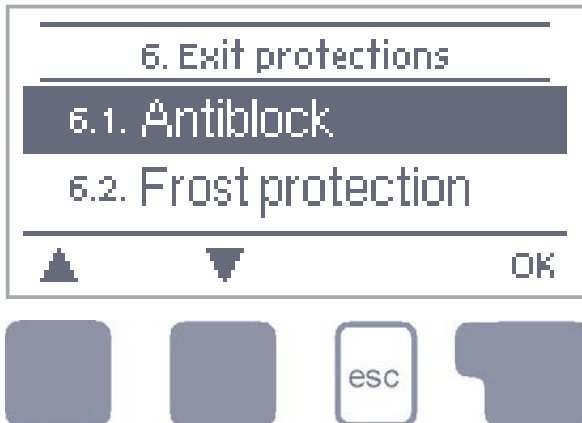 6. Exit protections
6.1. Antiblock
6.2. Frost protection
OK
esc